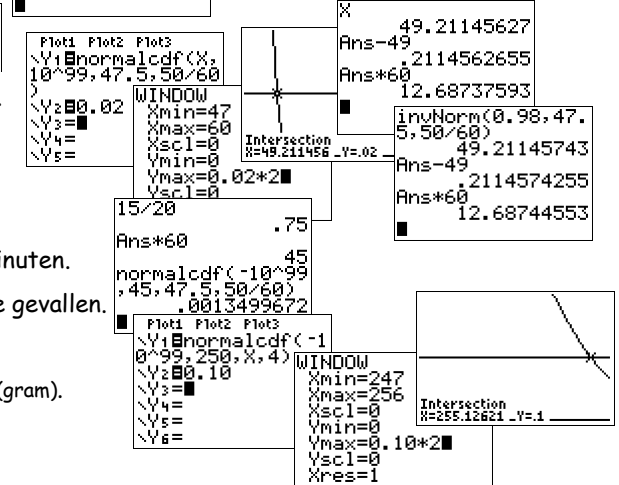 X
49.21145627
Ans-49
.2114562655
Ans*60
12.68737593
Plot1 Plot2 Plot3
\Y1=normalcdf(X,
10^99,47.5,50/60
)
\Y2=0.02
\Y3=
\Y4=
\Y5=
WINDOW
Xmin=47
Xmax=60
Xscl=0
Ymin=0
Ymax=0.02*2
Yscl=0
Intersection
X=49.211456 Y=.02
invNorm(0.98,47.
5,50/60)
49.21145743
Ans-49
.2114574255
Ans*60
12.68744553
15/20
.75
Ans*60
45
normalcdf(-10^99
,45,47.5,50/60)
.0013499672
inuten.
e gevallen.
(gram).
Plot1 Plot2 Plot3
\Y1=normalcdf(-1
0^99,250,X,4)
\Y2=0.10
\Y3=
\Y4=
\Y5=
\Y6=
WINDOW
Xmin=247
Xmax=256
Xscl=0
Ymin=0
Ymax=0.10*2
Yscl=0
Xres=1
Intersection
X=255.12621 Y=.1